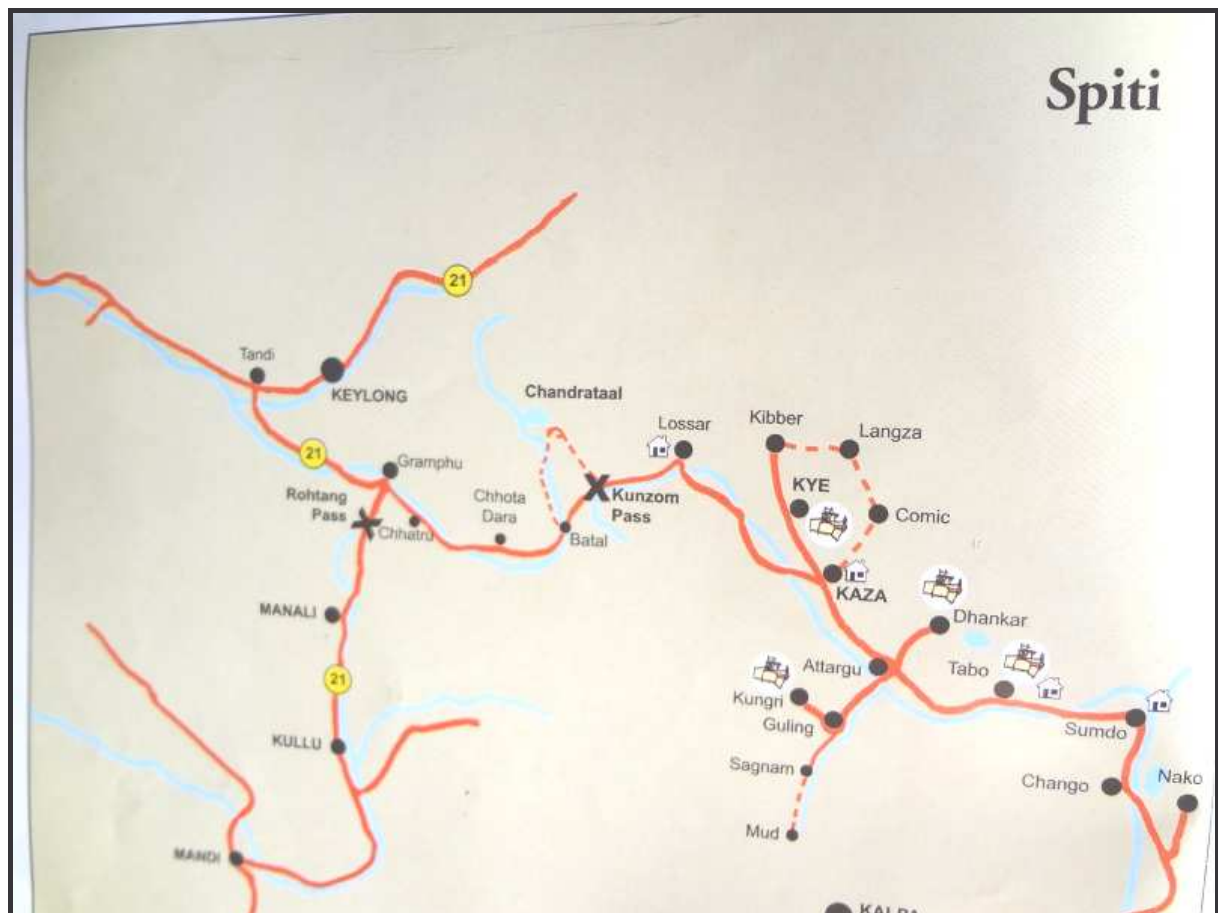 Spiti
21
Tandi
KEYLONG
Chandrataal
Lossar
Kibber
Langza
21
Gramphu
KYE
Rohtang
Pass
Chhota
Dara
Kunzom
Pass
Comic
Chhatru
Batal
KAZA
MANALI
Dhankar
Attargu
Tabo
21
Kungri
Guling
Sumdo
KULLU
Sagnam
Chango
Nako
Mud
MANDI
KALPA